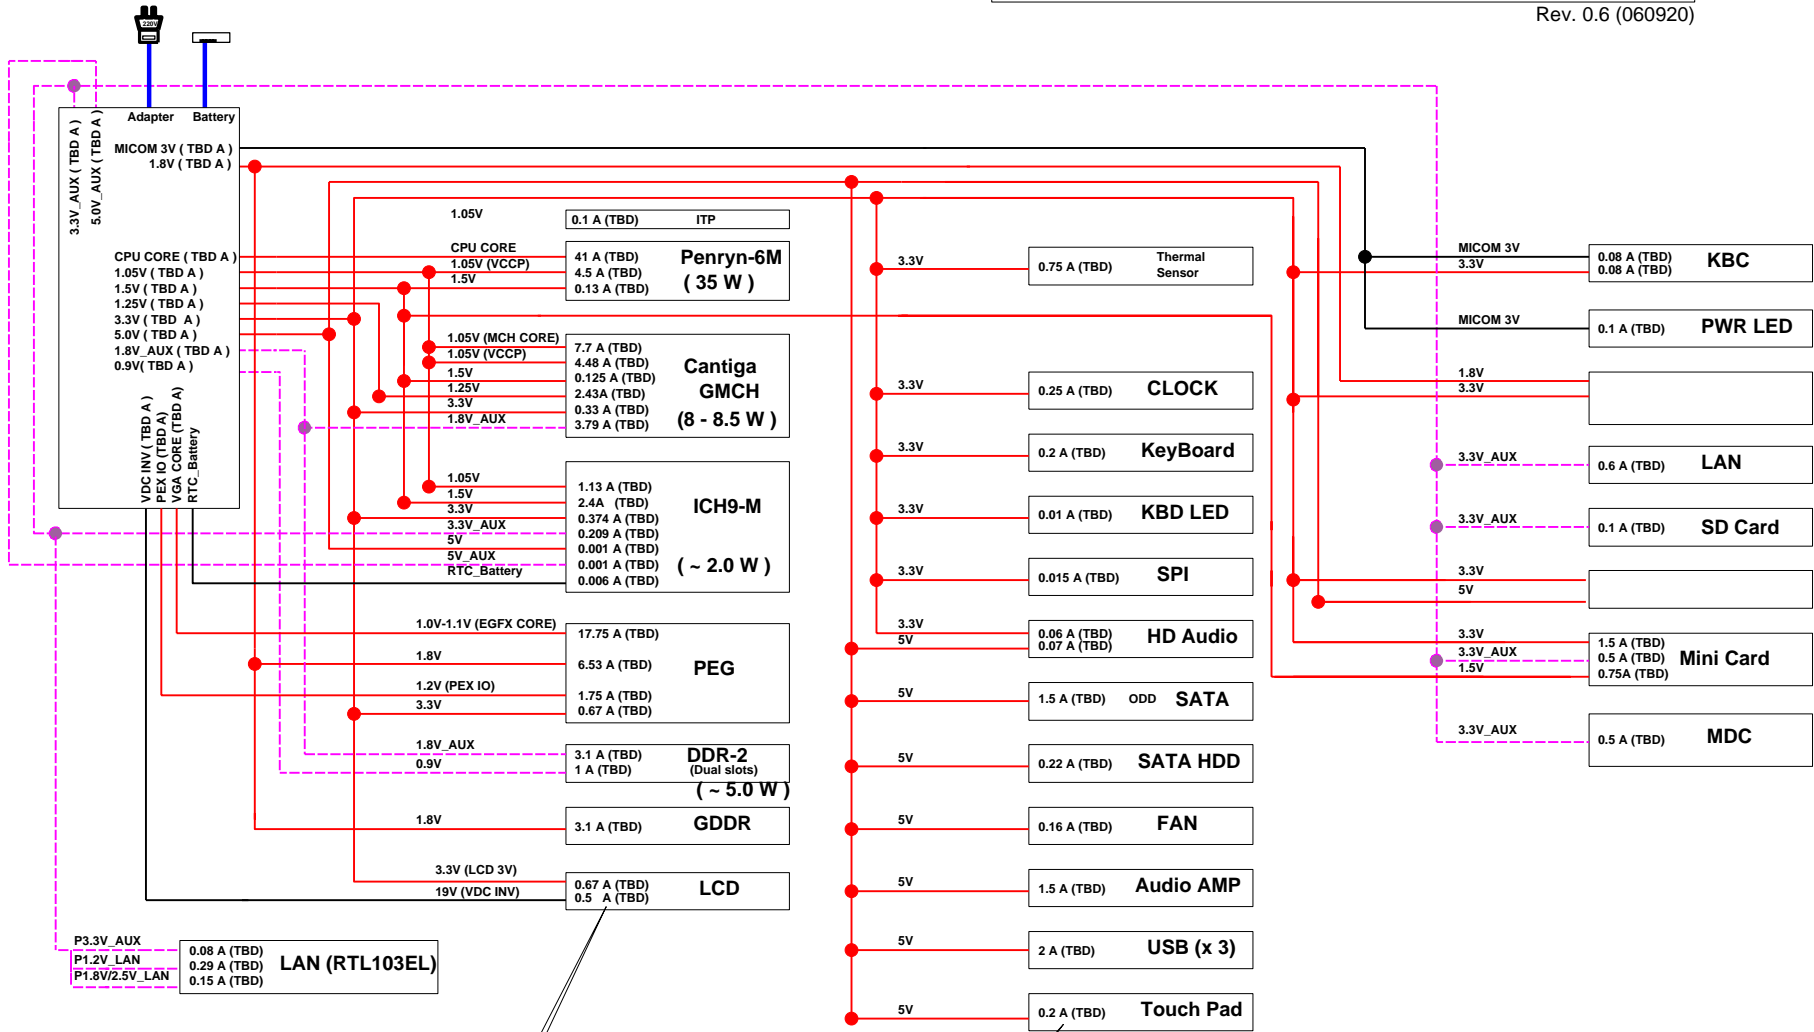 Rev. 0.6 (060920)
220V
Adapter
Battery
3.3V_AUX ( TBD A )
5.0V_AUX ( TBD A )
MICOM 3V ( TBD A )
1.8V ( TBD A )
CPU CORE ( TBD A )
1.05V ( TBD A )
1.5V ( TBD A )
1.25V ( TBD A )
3.3V ( TBD A )
5.0V ( TBD A )
1.8V_AUX ( TBD A )
0.9V( TBD A )
VDC INV ( TBD A )
PEX IO (TBD A)
VGA CORE (TBD A)
RTC_Battery
1.05V
0.1 A (TBD) ITP
CPU CORE
1.05V (VCCP)
1.5V
41 A (TBD)
4.5 A (TBD)
0.13 A (TBD)
Penryn-6M
( 35 W )
1.05V (MCH CORE)
1.05V (VCCP)
1.5V
1.25V
3.3V
1.8V_AUX
7.7 A (TBD)
4.48 A (TBD)
0.125 A (TBD)
2.43A (TBD)
0.33 A (TBD)
3.79 A (TBD)
Cantiga
GMCH
(8 - 8.5 W )
1.05V
1.5V
3.3V
3.3V_AUX
5V
5V_AUX
RTC_Battery
1.13 A (TBD)
2.4A (TBD)
0.374 A (TBD)
0.209 A (TBD)
0.001 A (TBD)
0.001 A (TBD)
0.006 A (TBD)
ICH9-M
( ~ 2.0 W )
1.0V-1.1V (EGFX CORE)
1.8V
1.2V (PEX IO)
3.3V
17.75 A (TBD)
6.53 A (TBD)
1.75 A (TBD)
0.67 A (TBD)
PEG
1.8V_AUX
0.9V
3.1 A (TBD)
1 A (TBD)
DDR-2
(Dual slots)
( ~ 5.0 W )
1.8V
3.1 A (TBD) GDDR
3.3V (LCD 3V)
19V (VDC INV)
0.67 A (TBD)
0.5 A (TBD)
LCD
P3.3V_AUX
P1.2V_LAN
P1.8V/2.5V_LAN
0.08 A (TBD)
0.29 A (TBD)
0.15 A (TBD)
LAN (RTL103EL)
3.3V
0.75 A (TBD)
Thermal
Sensor
3.3V
0.25 A (TBD) CLOCK
3.3V
0.2 A (TBD) KeyBoard
3.3V
0.01 A (TBD) KBD LED
3.3V
0.015 A (TBD) SPI
3.3V
5V
0.06 A (TBD)
0.07 A (TBD)
HD Audio
5V
1.5 A (TBD) ODD SATA
5V
0.22 A (TBD) SATA HDD
5V
0.16 A (TBD) FAN
5V
1.5 A (TBD) Audio AMP
5V
2 A (TBD) USB (x 3)
5V
0.2 A (TBD) Touch Pad
MICOM 3V
3.3V
0.08 A (TBD)
0.08 A (TBD)
KBC
MICOM 3V
0.1 A (TBD) PWR LED
1.8V
3.3V
3.3V_AUX
0.6 A (TBD) LAN
3.3V_AUX
0.1 A (TBD) SD Card
3.3V
5V
3.3V
3.3V_AUX
1.5V
1.5 A (TBD)
0.5 A (TBD)
0.75A (TBD)
Mini Card
3.3V_AUX
0.5 A (TBD) MDC